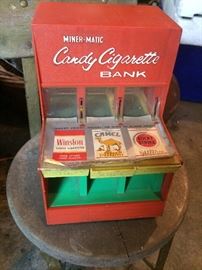 MINER-MATIC
Candy Cigarette
BANK
Winston
CAMEL
LUCKY
STRIKE